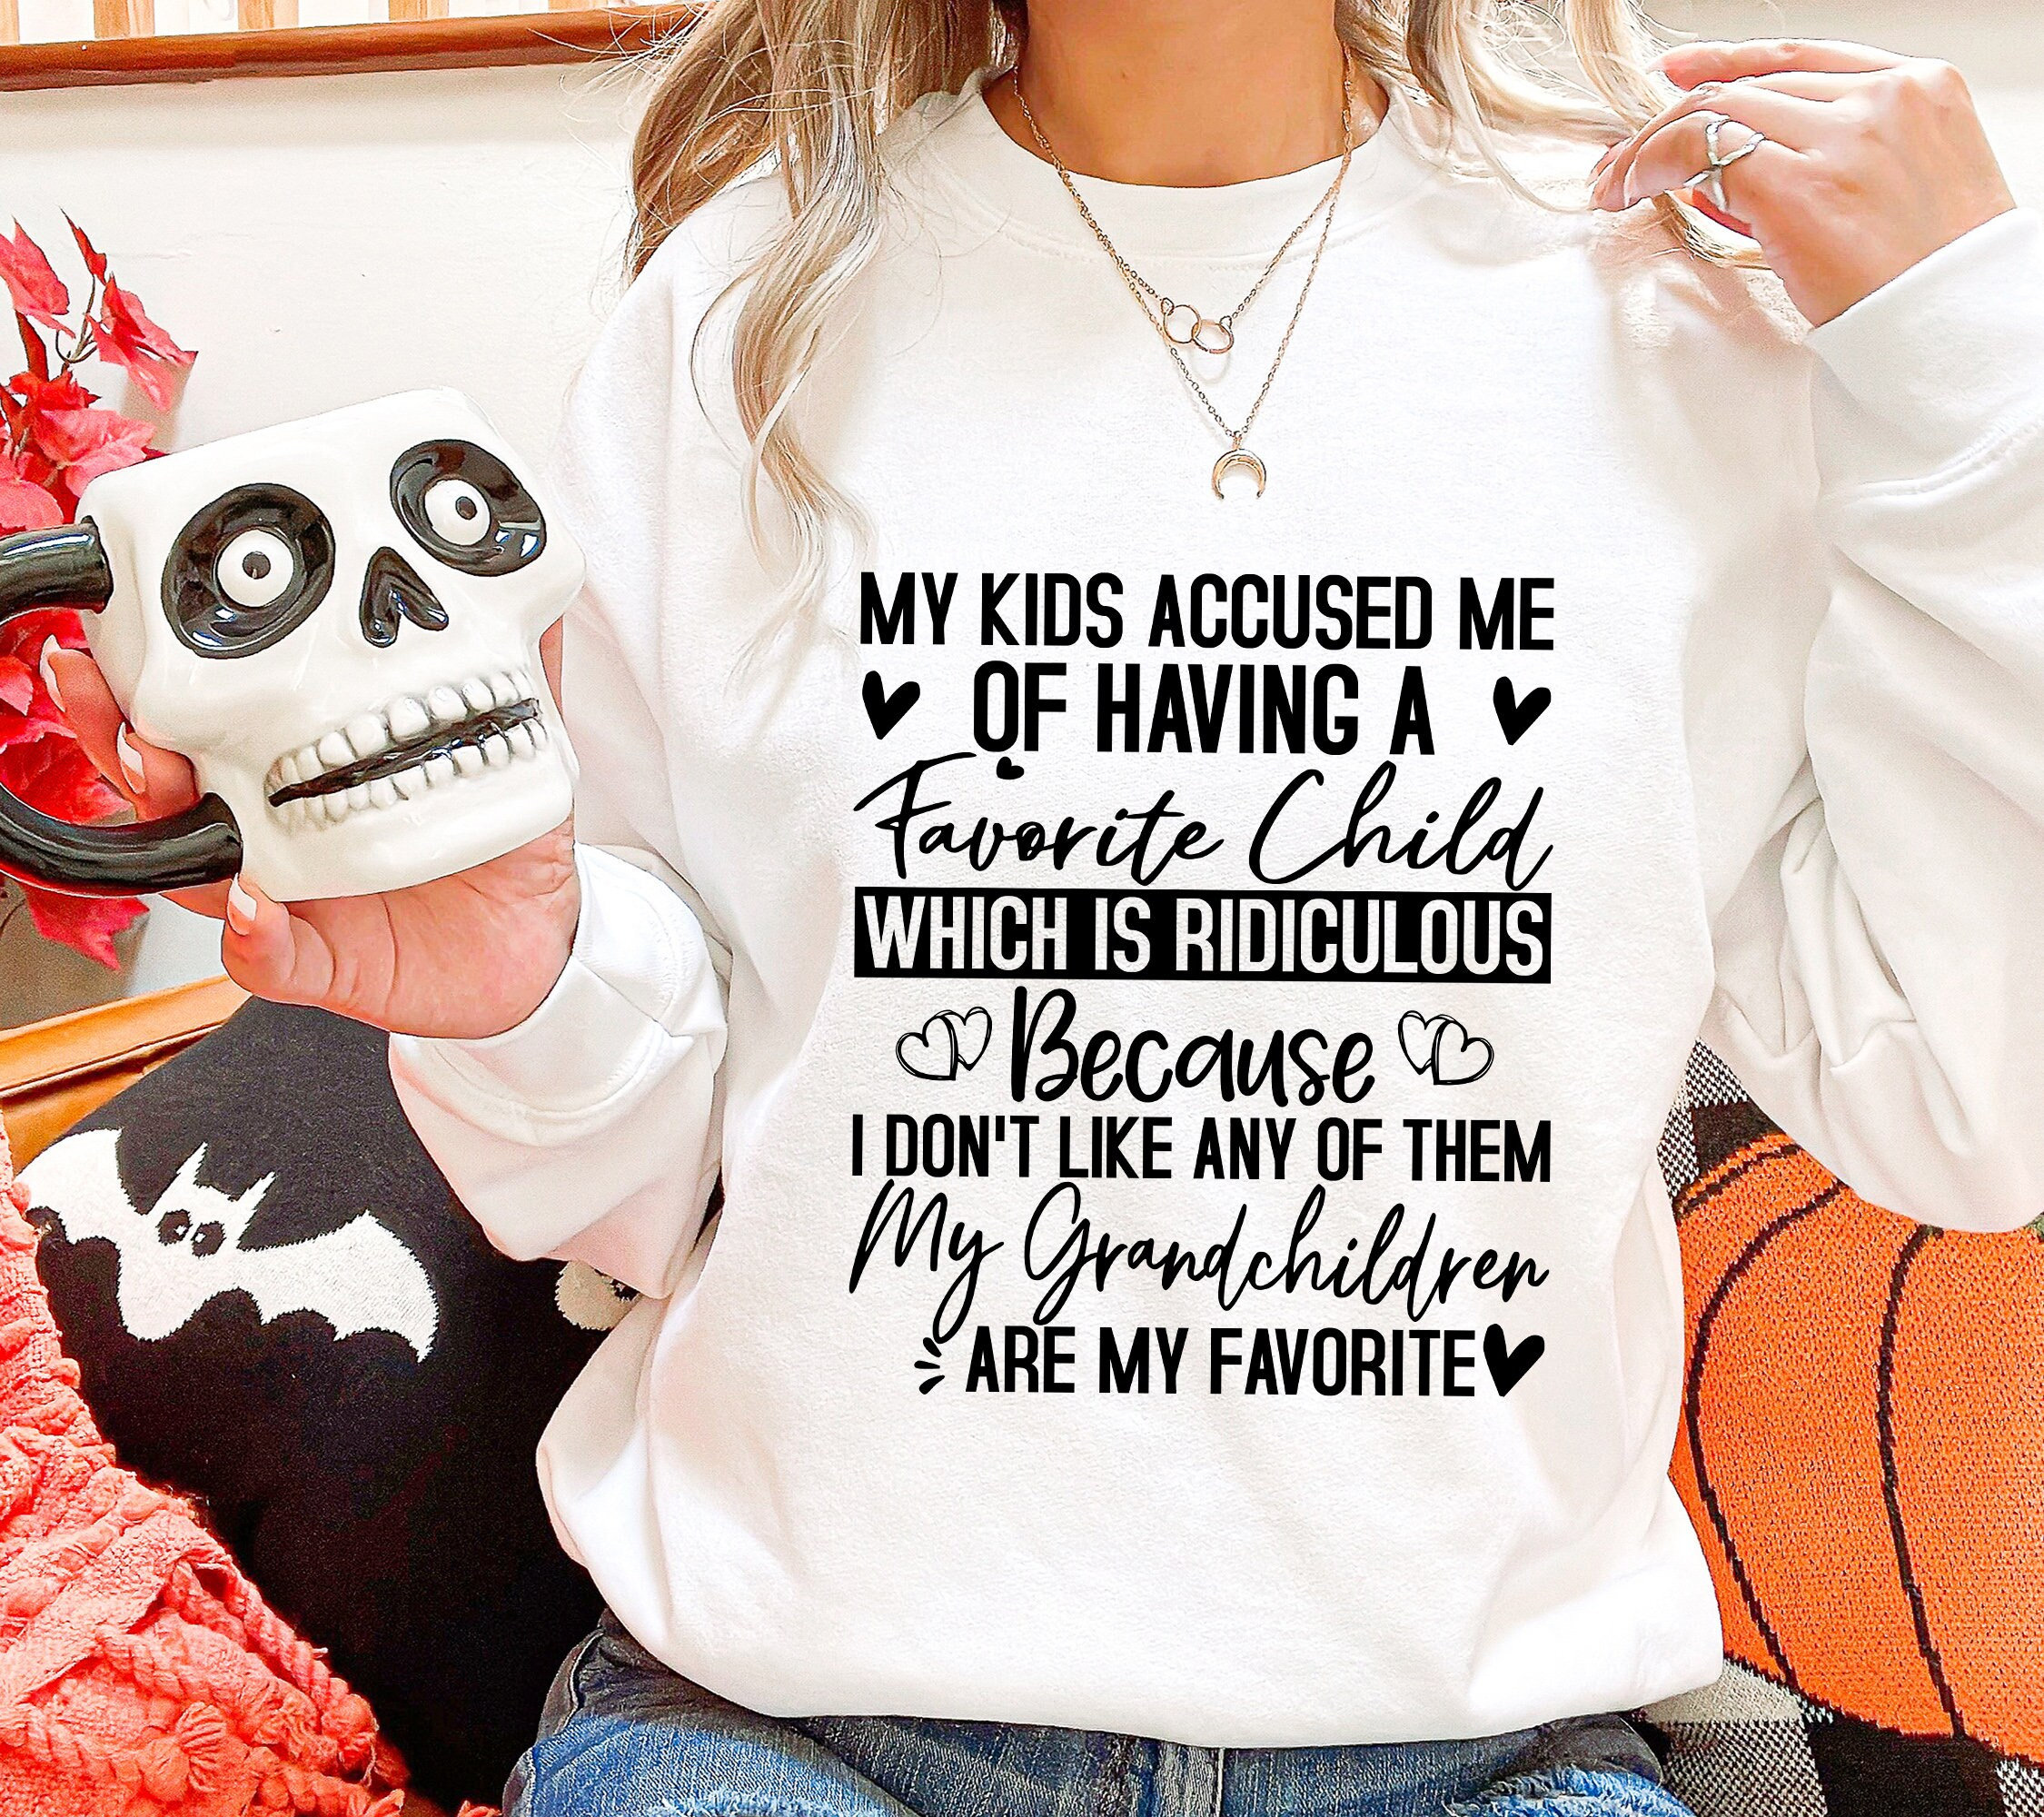 MY KIDS ACCUSED ME
OF HAVING A
Favorite Child
WHICH IS RIDICULOUS
Because
I DON'T LIKE ANY OF THEM
My Grandchildren
ARE MY FAVORITE